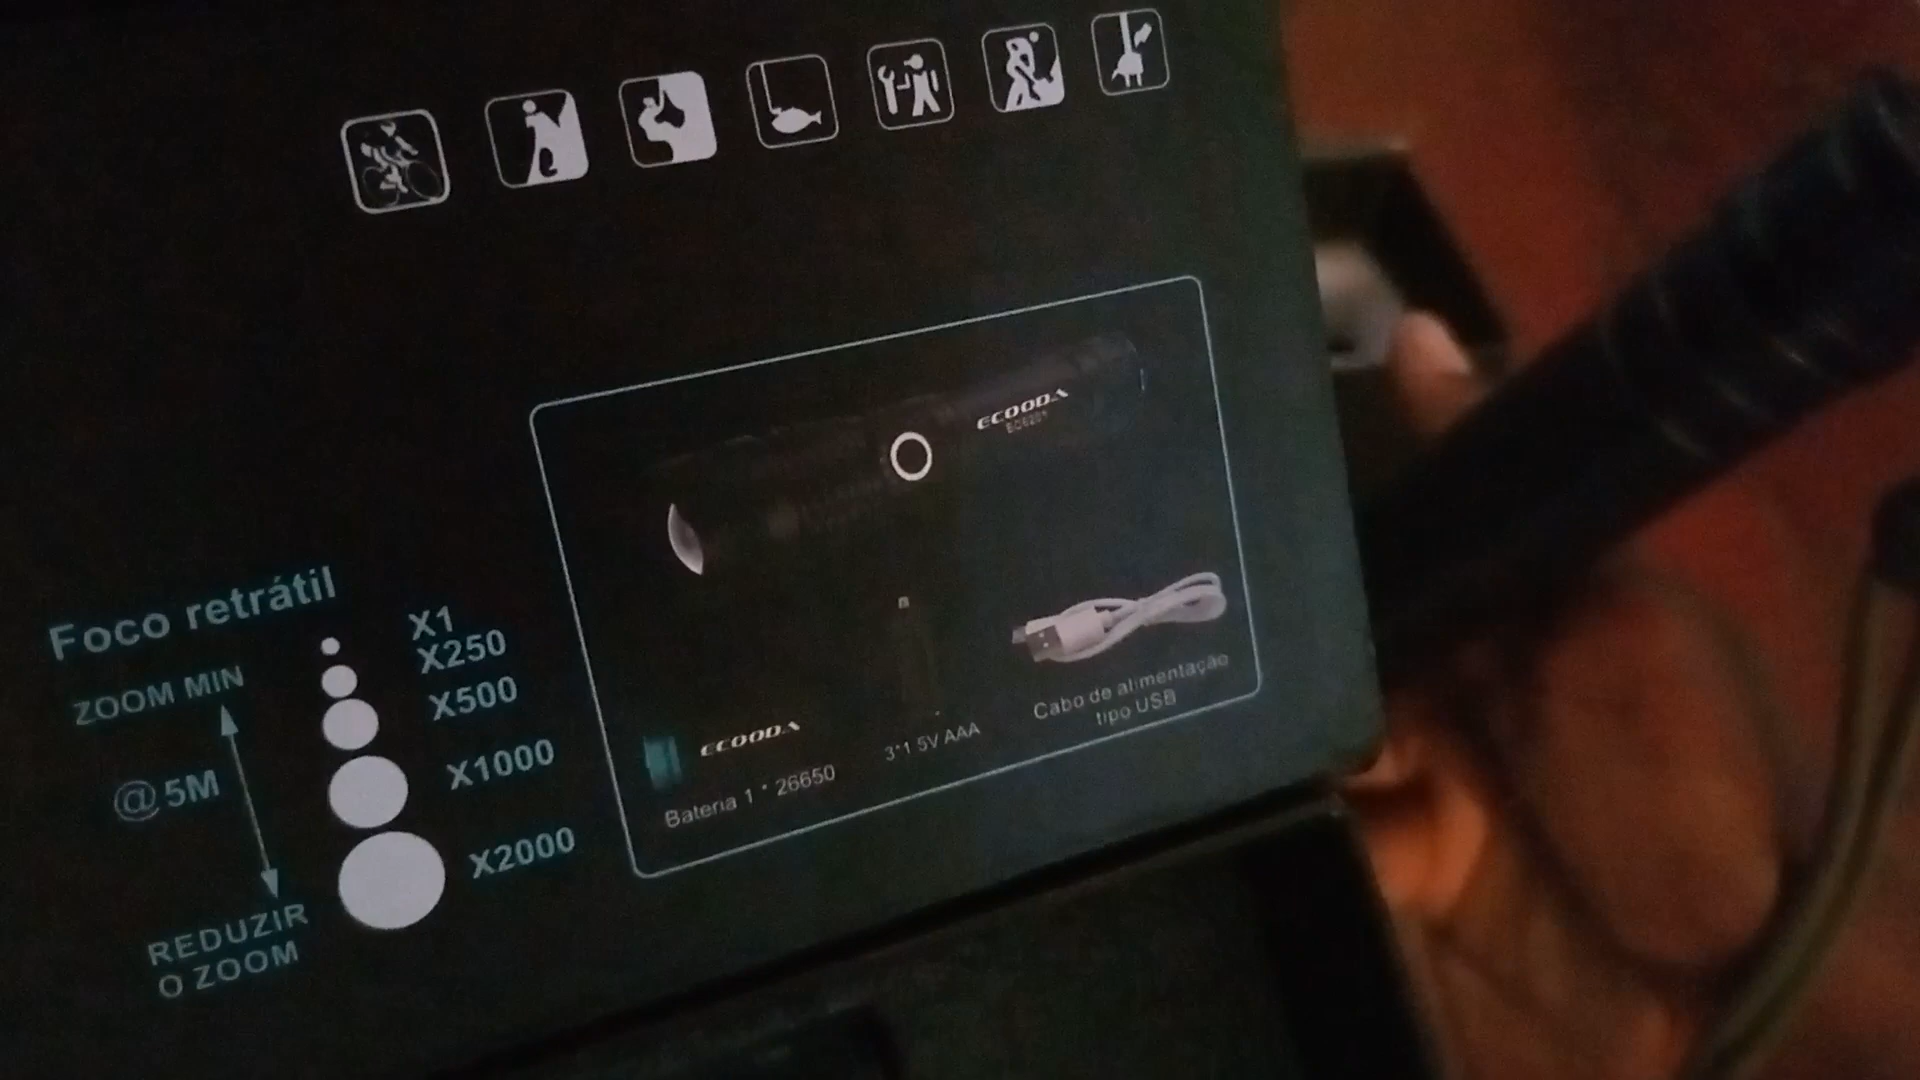 ECOODA
Foco retrátil
ZOOM MIN
@5M
REDUZIR
O ZOOM
X1
X250
X500
X1000
X2000
ECOODA
Bateria 1 * 26650
3*1 5V AAA
Cabo de alimentação
tipo USB